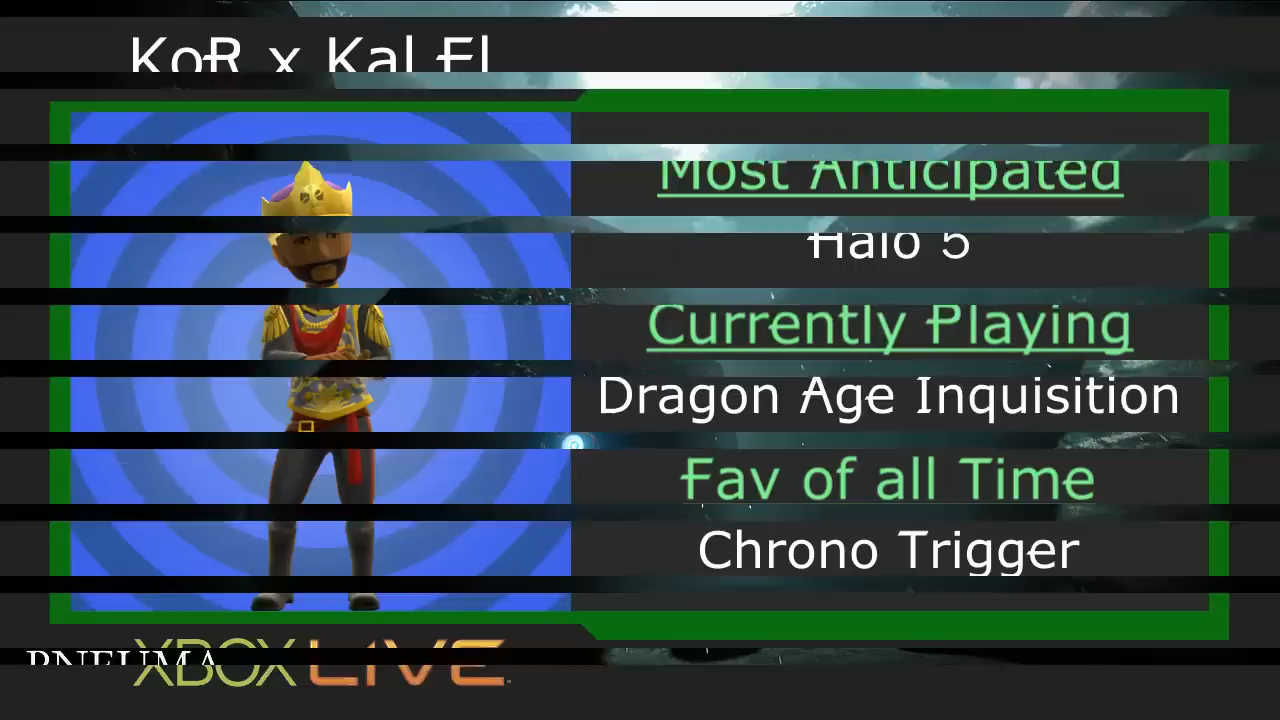 KoR x Kal El
Most Anticipated
Halo 5
Currently Playing
Dragon Age Inquisition
Fav of all Time
Chrono Trigger
PNEUMA
XBOX LIVE